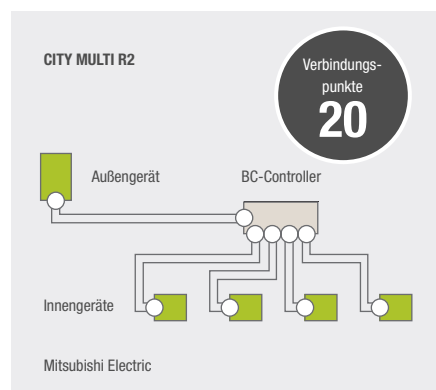 CITY MULTI R2
Verbindungs-
punkte
20
Außengerät
BC-Controller
Innengeräte
Mitsubishi Electric